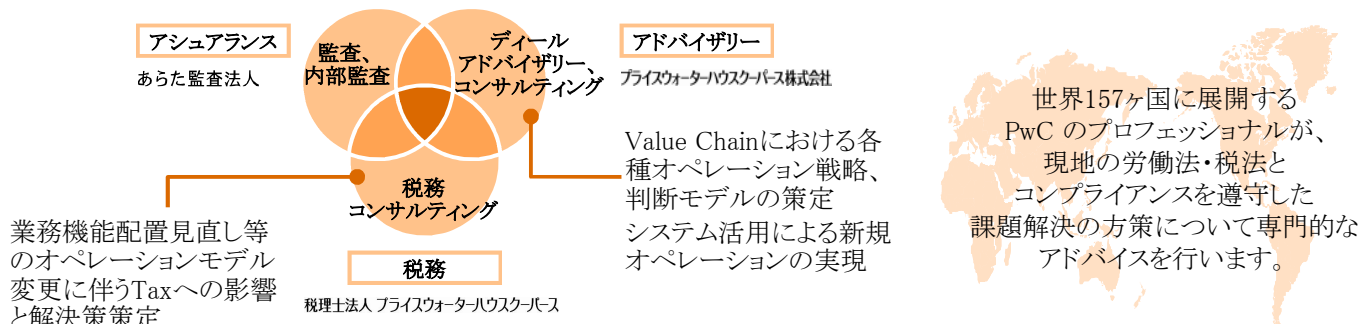 アシュアランス
あらた監査法人
監査、
内部監査
ディール
アドバイザリー、
コンサルティング
アドバイザリー
プライスウォーターハウスクーパース株式会社
税務
コンサルティング
税務
税理士法人 プライスウォーターハウスクーパース
業務機能配置見直し等
のオペレーションモデル
変更に伴うTaxへの影響
と解決策策定
Value Chainにおける各
種オペレーション戦略、
判断モデルの策定
システム活用による新規
オペレーションの実現
世界157ヶ国に展開する
PwC のプロフェッショナルが、
現地の労働法・税法と
コンプライアンスを遵守した
課題解決の方策について専門的な
アドバイスを行います。